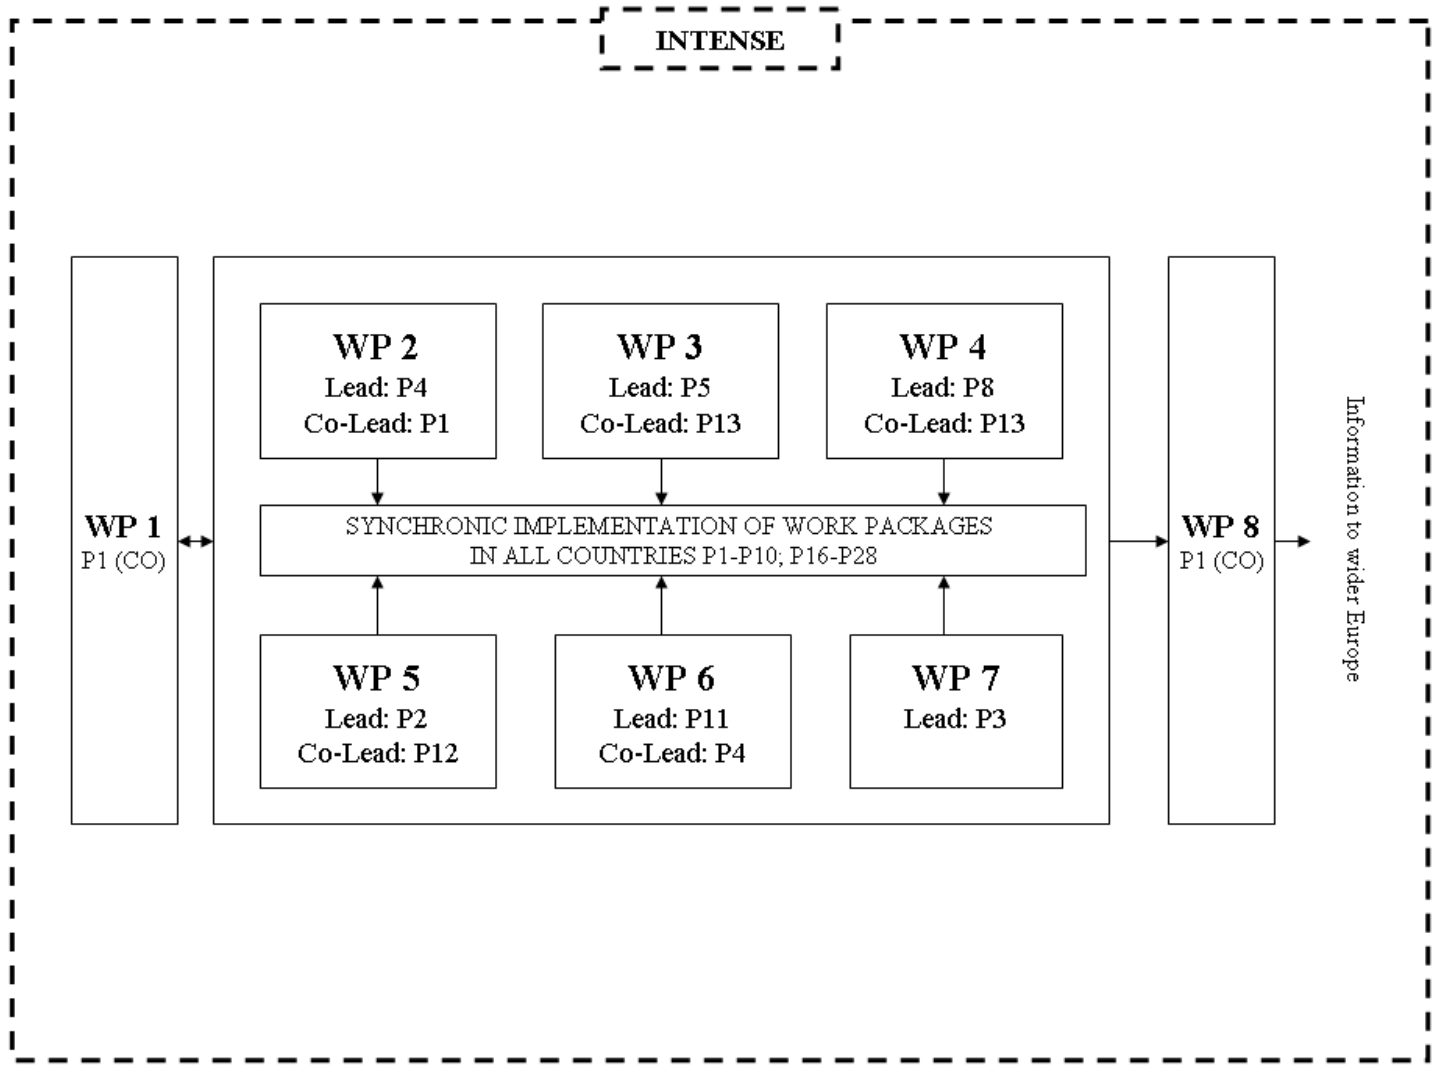 INTENSE
WP 1
P1 (CO)
WP 2
Lead: P4
Co-Lead: P1
WP 3
Lead: P5
Co-Lead: P13
WP 4
Lead: P8
Co-Lead: P13
SYNCHRONIC IMPLEMENTATION OF WORK PACKAGES
IN ALL COUNTRIES P1-P10; P16-P28
WP 5
Lead: P2
Co-Lead: P12
WP 6
Lead: P11
Co-Lead: P4
WP 7
Lead: P3
WP 8
P1 (CO)
Information to wider Europe